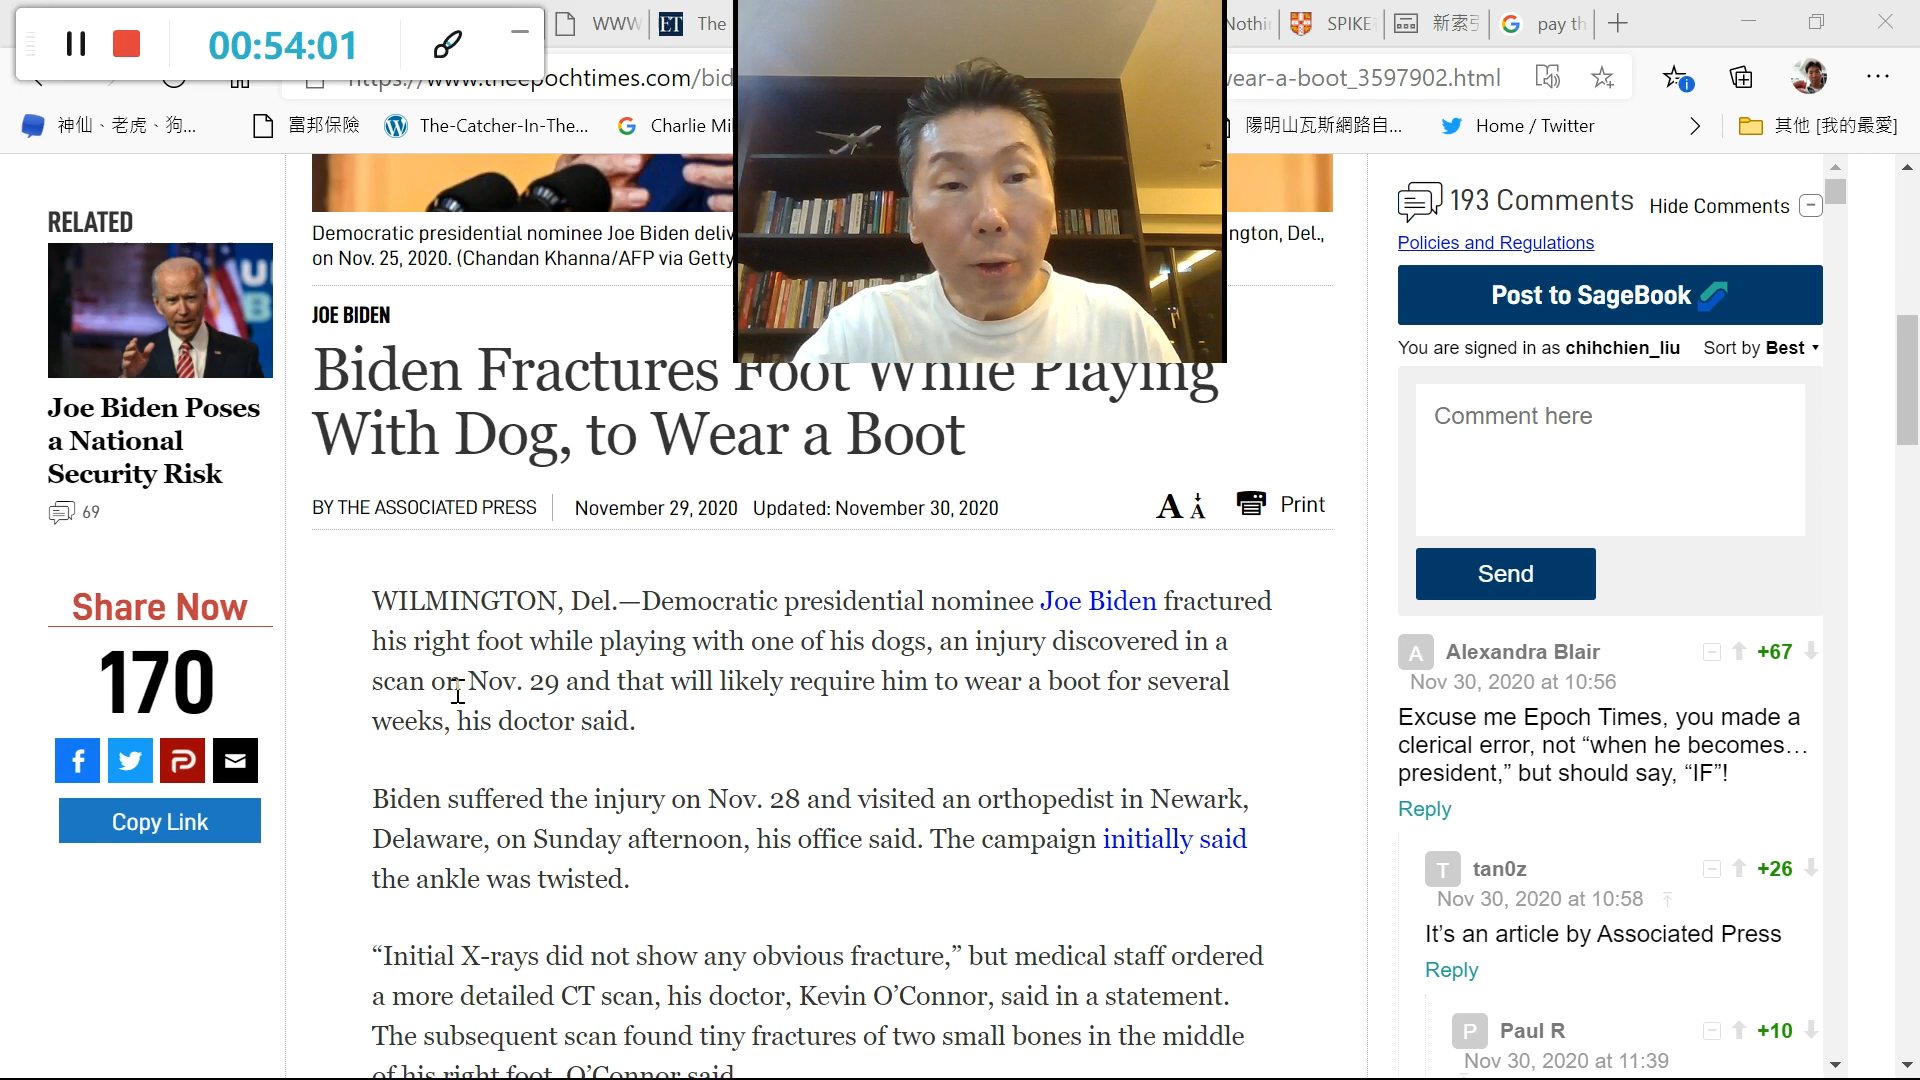 00:54:01
WWW
ET The
Nothi
SPIKE
新索引
pay th
https://www.theepochtimes.com/bid
ear-a-boot_3597902.html
神仙、老虎、狗...
富邦保險
The-Catcher-In-The...
Charlie Mi
陽明山瓦斯網路自...
Home / Twitter
其他 [我的最愛]
RELATED
Joe Biden Poses
a National
Security Risk
69
Share Now
170
Copy Link
Democratic presidential nominee Joe Biden deliv
ngton, Del.,
on Nov. 25, 2020. (Chandan Khanna/AFP via Getty
JOE BIDEN
Biden Fractures Foot While Playing
With Dog, to Wear a Boot
BY THE ASSOCIATED PRESS
November 29, 2020 Updated: November 30, 2020
A A Print
WILMINGTON, Del.—Democratic presidential nominee Joe Biden fractured
his right foot while playing with one of his dogs, an injury discovered in a
scan on Nov. 29 and that will likely require him to wear a boot for several
weeks, his doctor said.
Biden suffered the injury on Nov. 28 and visited an orthopedist in Newark,
Delaware, on Sunday afternoon, his office said. The campaign initially said
the ankle was twisted.
“Initial X-rays did not show any obvious fracture,” but medical staff ordered
a more detailed CT scan, his doctor, Kevin O’Connor, said in a statement.
The subsequent scan found tiny fractures of two small bones in the middle
of his right foot, O’Connor said.
193 Comments Hide Comments
Policies and Regulations
Post to SageBook
You are signed in as chihchien_liu Sort by Best
Comment here
Send
A Alexandra Blair +67
Nov 30, 2020 at 10:56
Excuse me Epoch Times, you made a
clerical error, not “when he becomes...
president,” but should say, “IF”!
Reply
T tan0z +26
Nov 30, 2020 at 10:58
It’s an article by Associated Press
Reply
P Paul R +10
Nov 30, 2020 at 11:39